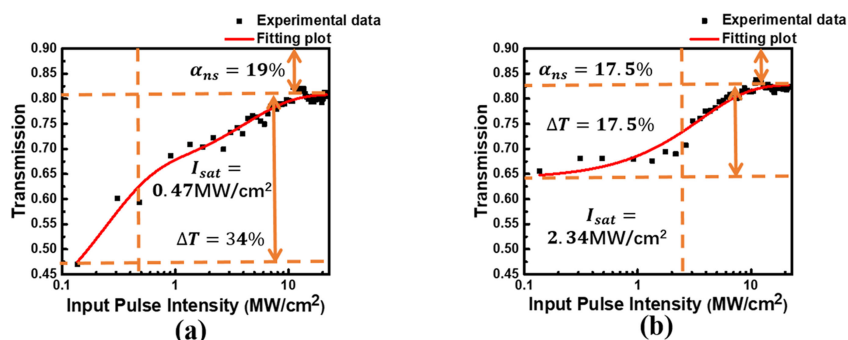 Experimental data
Fitting plot
0.90
0.85
0.80
0.75
0.70
0.65
0.60
0.55
0.50
0.45
Transmission
α_ns = 19%
I_sat =
0.47MW/cm²
ΔT = 34%
0.1
1
10
Input Pulse Intensity (MW/cm²)
(a)
Experimental data
Fitting plot
0.90
0.85
0.80
0.75
0.70
0.65
0.60
0.55
0.50
0.45
Transmission
α_ns = 17.5%
ΔT = 17.5%
I_sat =
2.34MW/cm²
0.1
1
10
Input Pulse Intensity (MW/cm²)
(b)